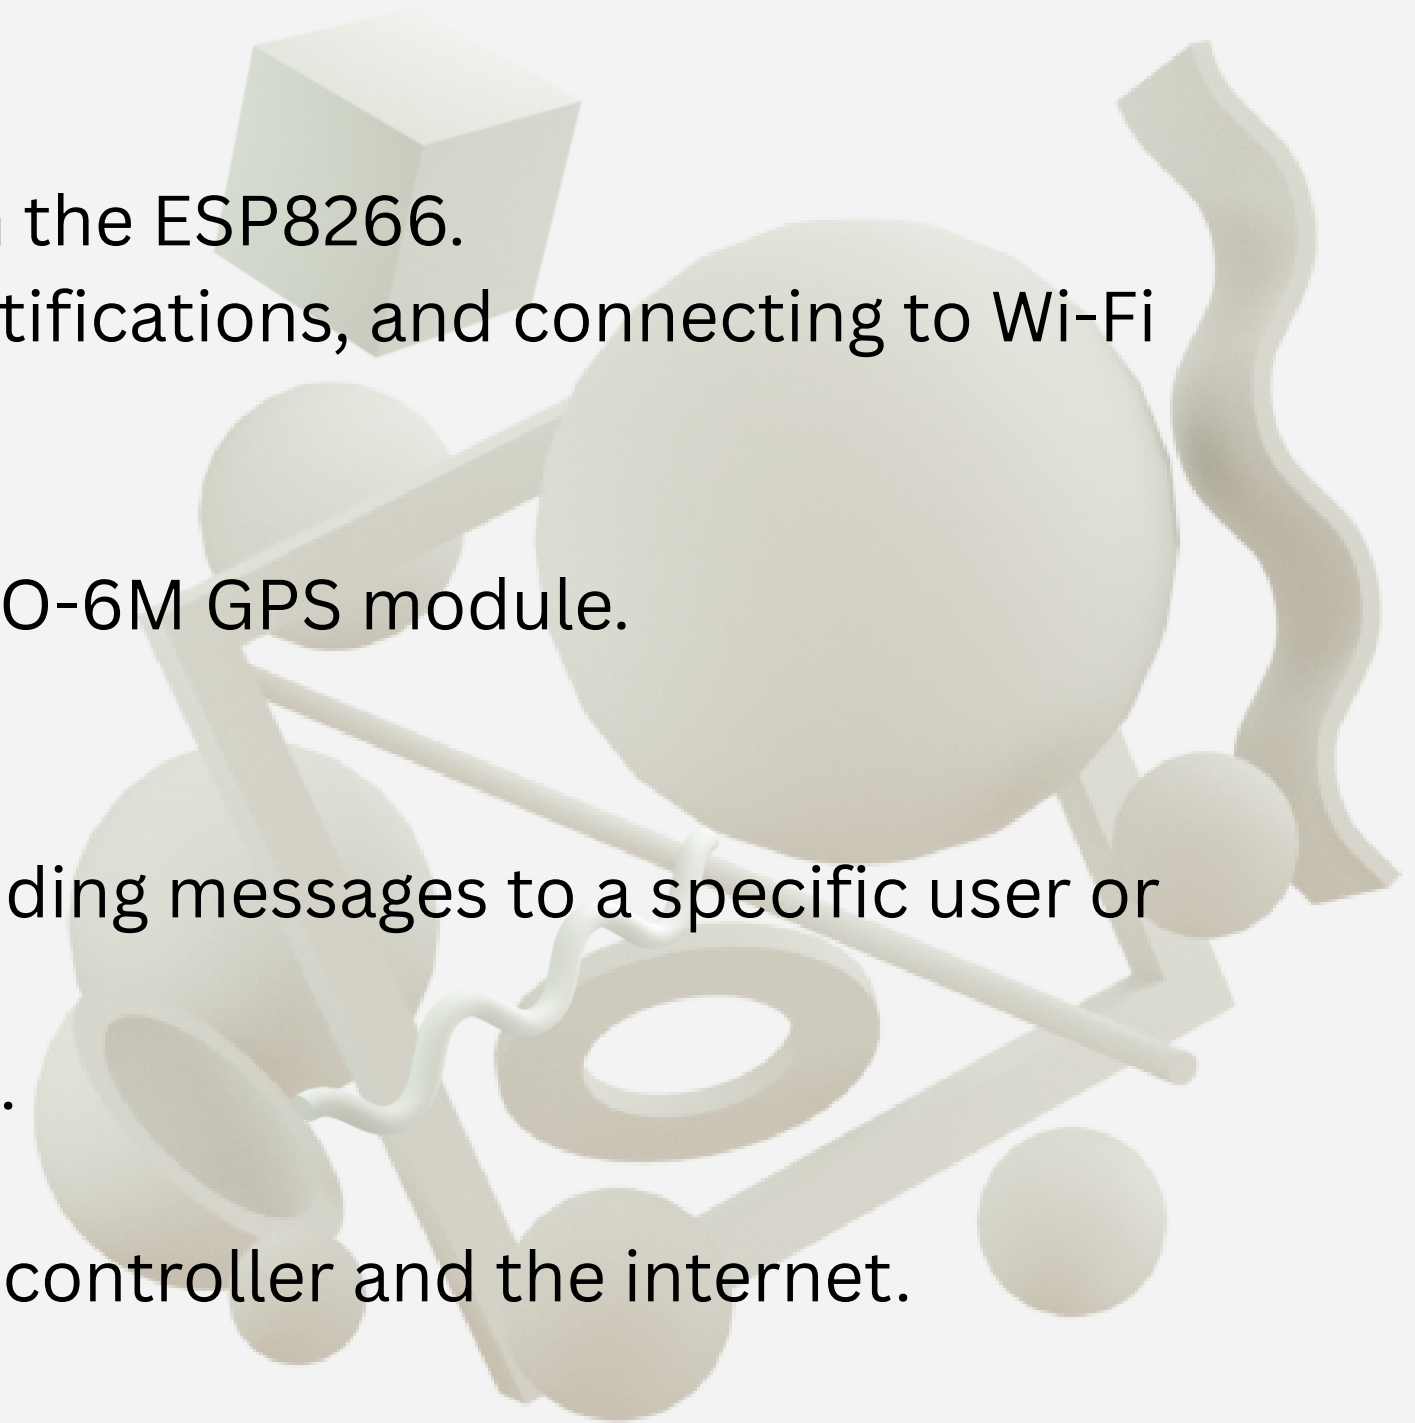 the ESP8266.
tifications, and connecting to Wi-Fi
O-6M GPS module.
ding messages to a specific user or
.
controller and the internet.